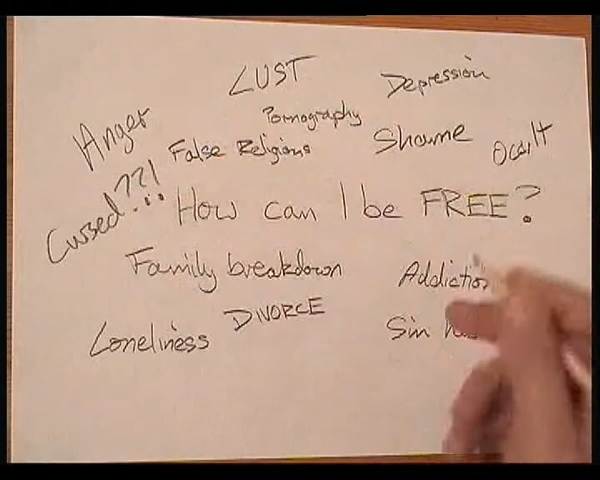 LUST
Depression
Pornography
Anger
Shame
Occult
False Religions
Cursed??!!
How can I be FREE?
Family breakdown
Addiction
DIVORCE
Sin
Loneliness